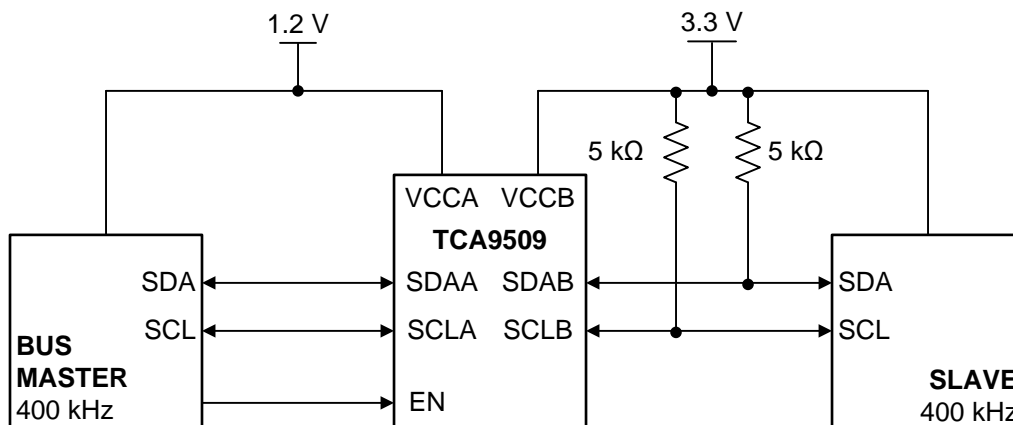 1.2 V
3.3 V
5 kΩ
5 kΩ
VCCA VCCB
TCA9509
SDA
SDAA SDAB
SDA
SCL
SCLA SCLB
SCL
BUS
MASTER
400 kHz
EN
SLAVE
400 kHz